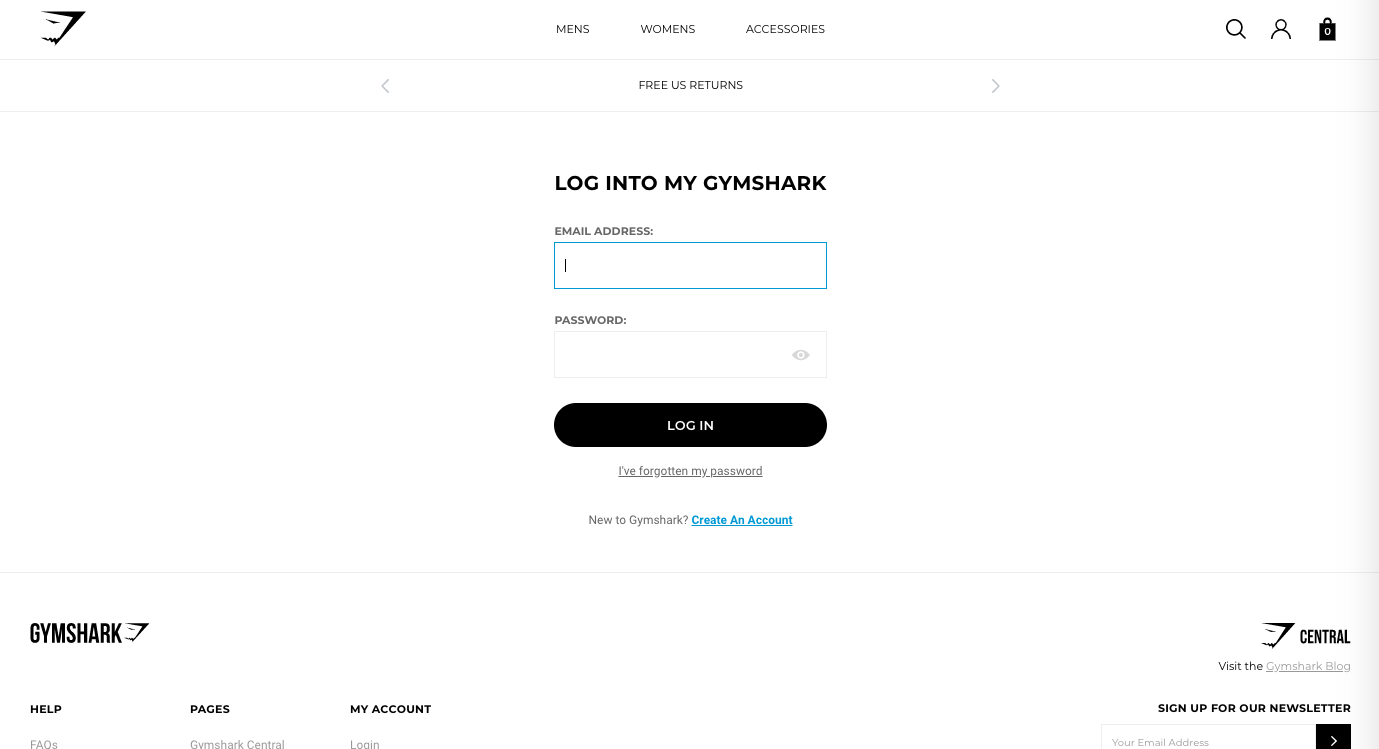 MENS WOMENS ACCESSORIES 0
FREE US RETURNS
LOG INTO MY GYMSHARK
EMAIL ADDRESS:
PASSWORD:
LOG IN
I've forgotten my password
New to Gymshark? Create An Account
GYMSHARK
CENTRAL
Visit the Gymshark Blog
HELP PAGES MY ACCOUNT SIGN UP FOR OUR NEWSLETTER
FAQs Gymshark Central Login Your Email Address